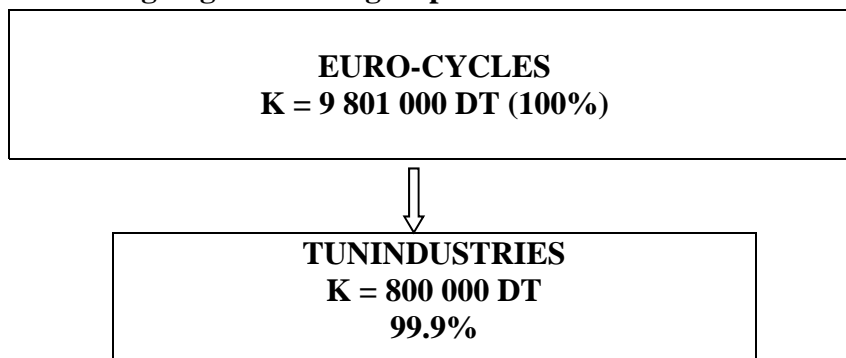 EURO-CYCLES
K = 9 801 000 DT (100%)
TUNINDUSTRIES
K = 800 000 DT
99.9%